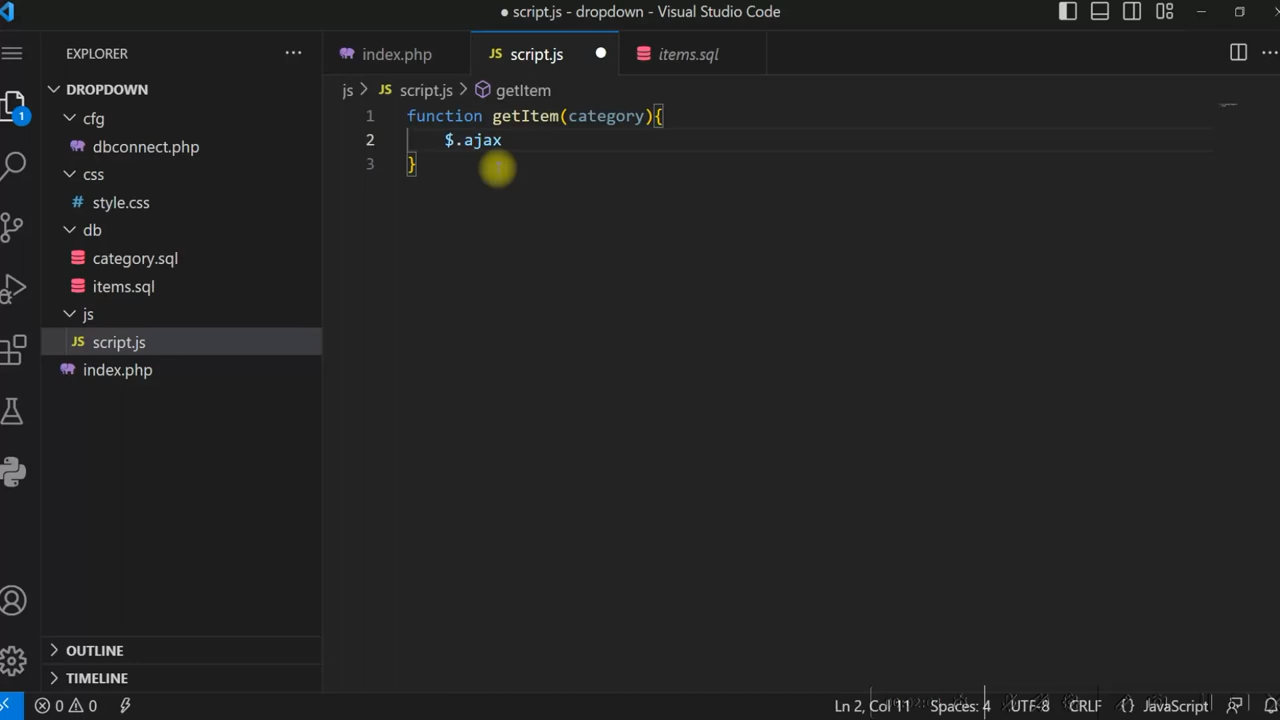 ● script.js - dropdown - Visual Studio Code
EXPLORER
DROPDOWN
cfg
dbconnect.php
css
style.css
db
category.sql
items.sql
js
JS script.js
index.php
OUTLINE
TIMELINE
1
index.php
JS script.js
items.sql
js > JS script.js > getItem
1 function getItem(category){
2 $.ajax
3 }
0 0
Ln 2, Col 11
Spaces: 4
UTF-8
CRLF
{} JavaScript